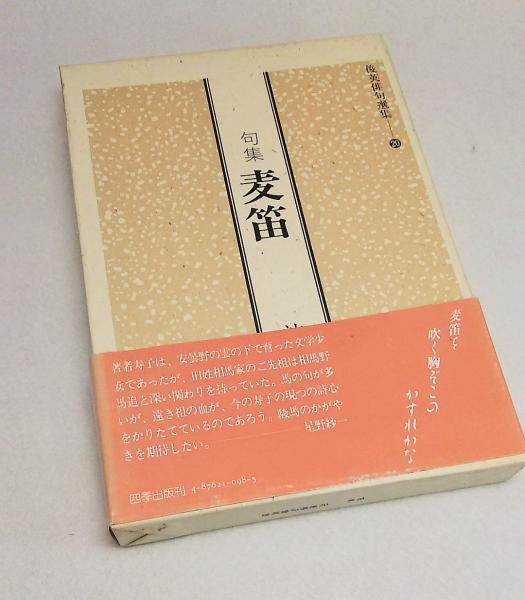 俊英俳句選集 20
句集
麦笛
麦笛を
吹く胸ぞこの
かすれかな
著者寿子は、安曇野の雲の下で育った文学少
女であったが、旧姓相馬家のご先祖は相馬野
馬追と深い関わりを持っていた。馬の句が多
いが、遠き祖の血が、今の寿子の現つの詩心
をかりたてているのであろう。駿馬のかがや
きを期待したい。
星野紗一
四季出版刊 4-87621-098-3